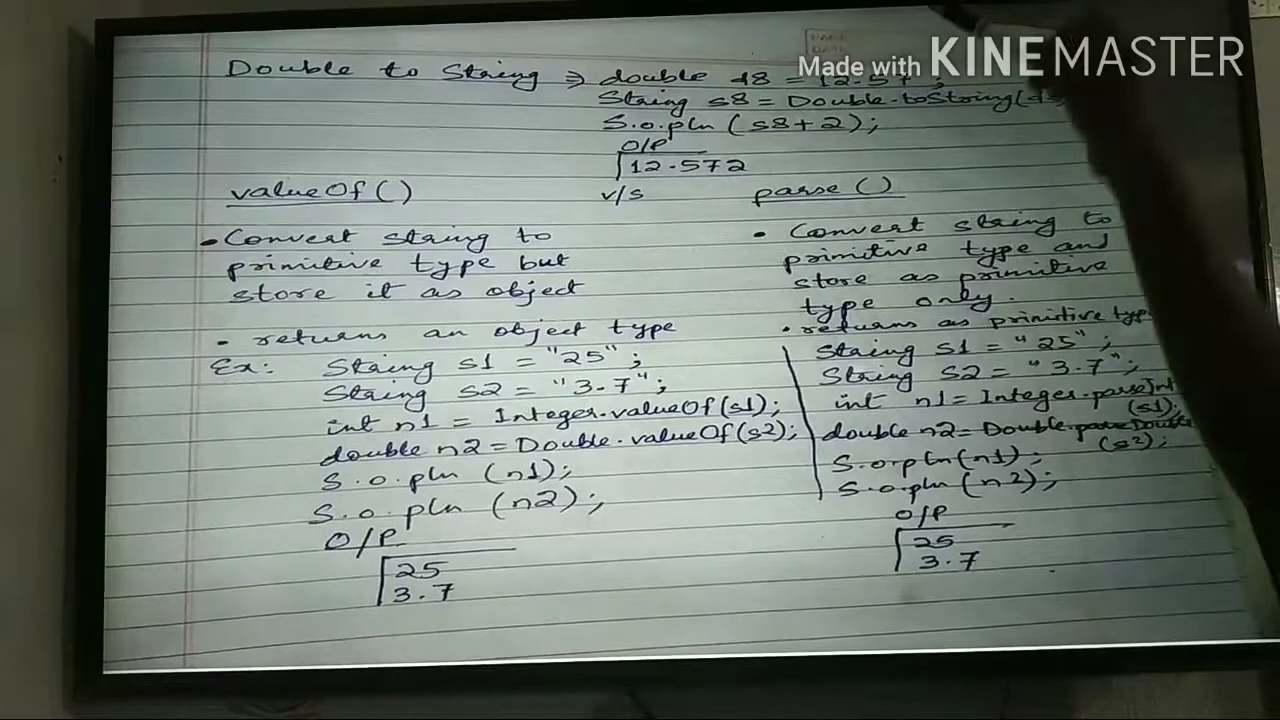 Made with KINEMASTER
Double to String ⇒ double d8 = 12.57;
String s8 = Double.toString(d8
S.o.pln (s8+2);
O/P
12.572
valueOf() v/s parse()
• Convert string to
primitive type but
store it as object
• returns an object type
Ex: String s1 = "25";
String s2 = "3.7";
int n1 = Integer.valueOf(s1);
double n2 = Double.valueOf(s2);
S.o.pln (n1);
S.o.pln (n2);
O/P
25
3.7
• Convert string to
primitive type and
store as primitive
type only.
• returns as primitive type
String s1 = "25";
String s2 = "3.7";
int n1 = Integer.parseInt
(s1);
double n2 = Double.parseDouble
(s2);
S.o.pln(n1);
S.o.pln(n2);
O/P
25
3.7